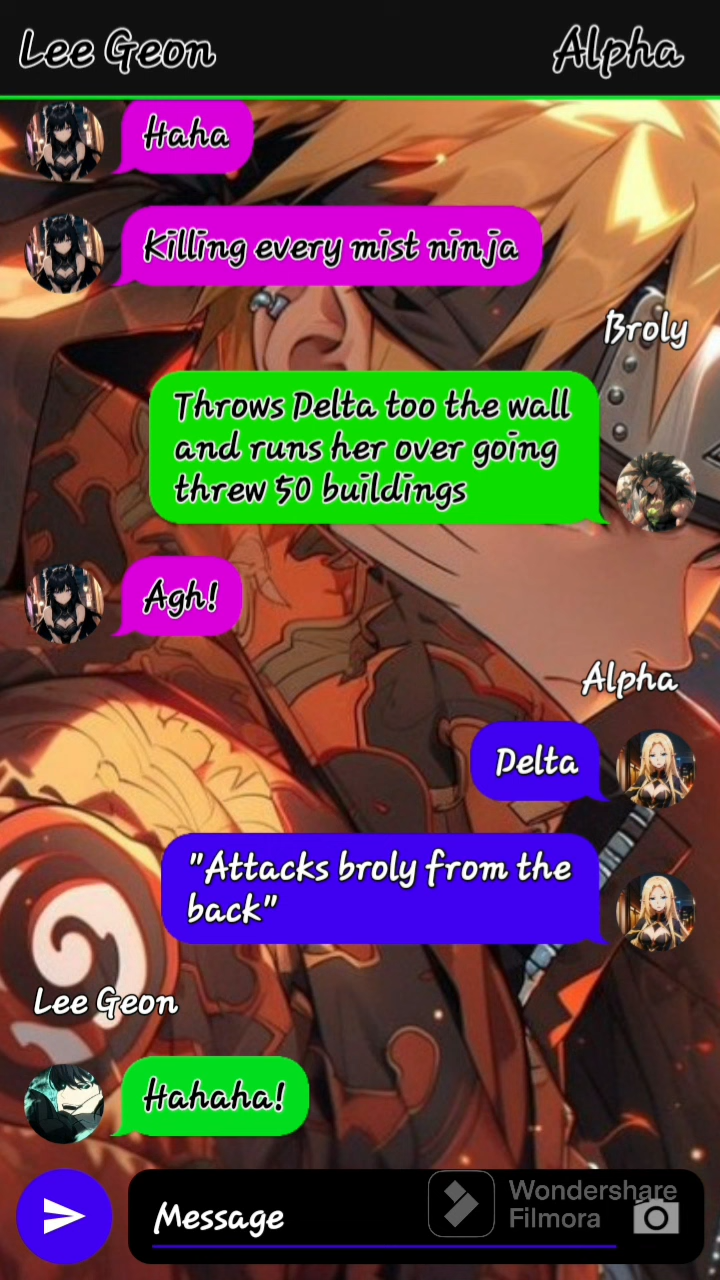 Lee Geon
Alpha
Haha
Killing every mist ninja
Broly
Throws Delta too the wall
and runs her over going
threw 50 buildings
Agh!
Alpha
Delta
"Attacks broly from the
back"
Lee Geon
Hahaha!
Message
Wondershare
Filmora